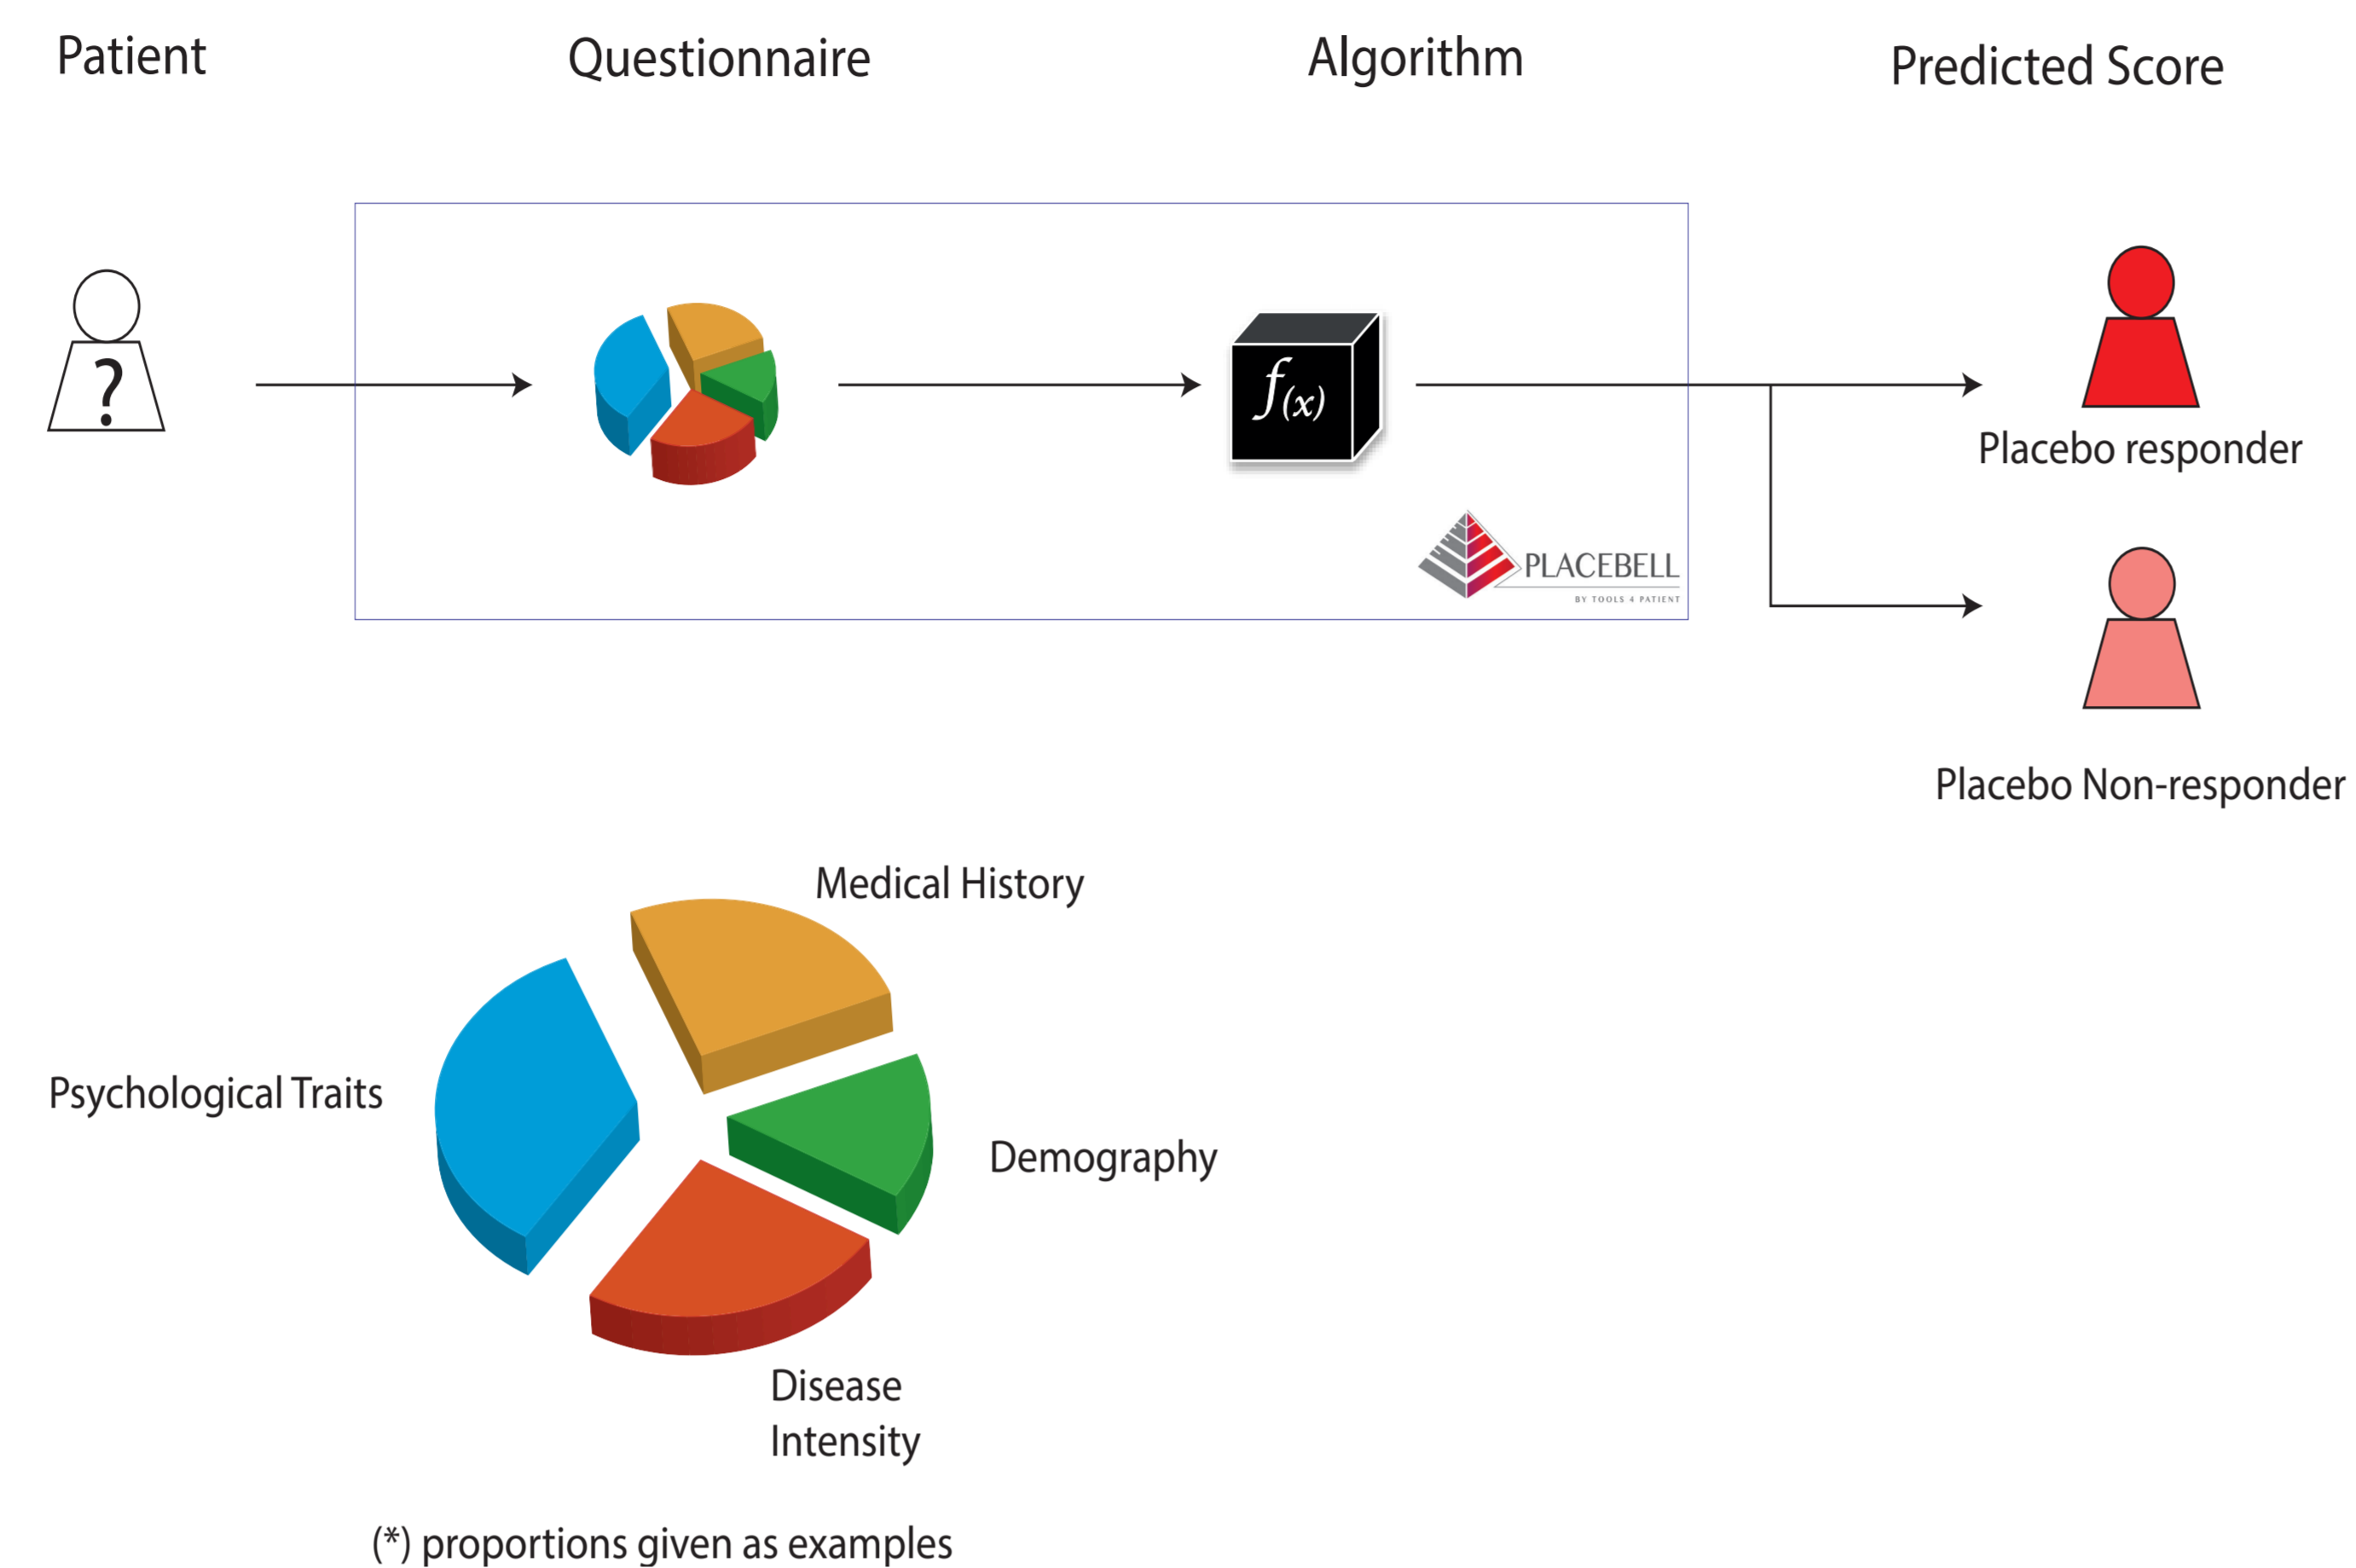 Patient
Questionnaire
Algorithm
Predicted Score
?
f(x)
Placebo responder
PLACEBELL
BY TOOLS 4 PATIENT
Placebo Non-responder
Medical History
Psychological Traits
Demography
Disease
Intensity
(*) proportions given as examples